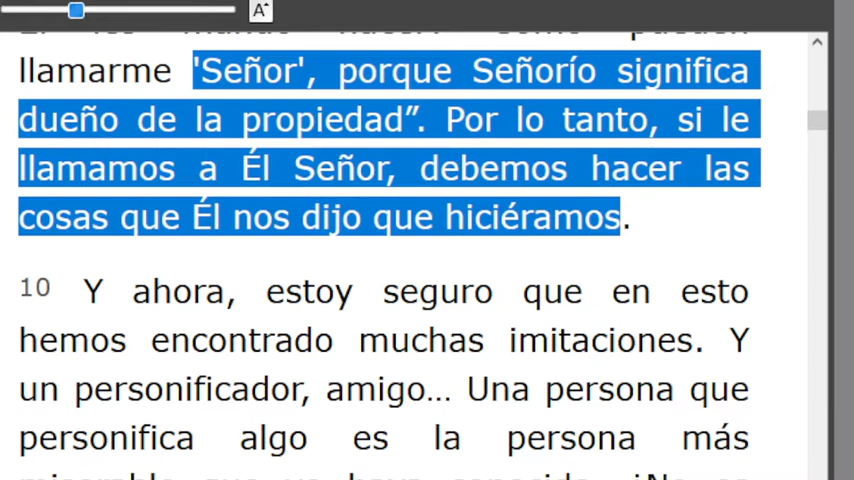 A
llamarme 'Señor', porque Señorío significa
dueño de la propiedad”. Por lo tanto, si le
llamamos a Él Señor, debemos hacer las
cosas que Él nos dijo que hiciéramos.
10 Y ahora, estoy seguro que en esto
hemos encontrado muchas imitaciones. Y
un personificador, amigo... Una persona que
personifica algo es la persona más